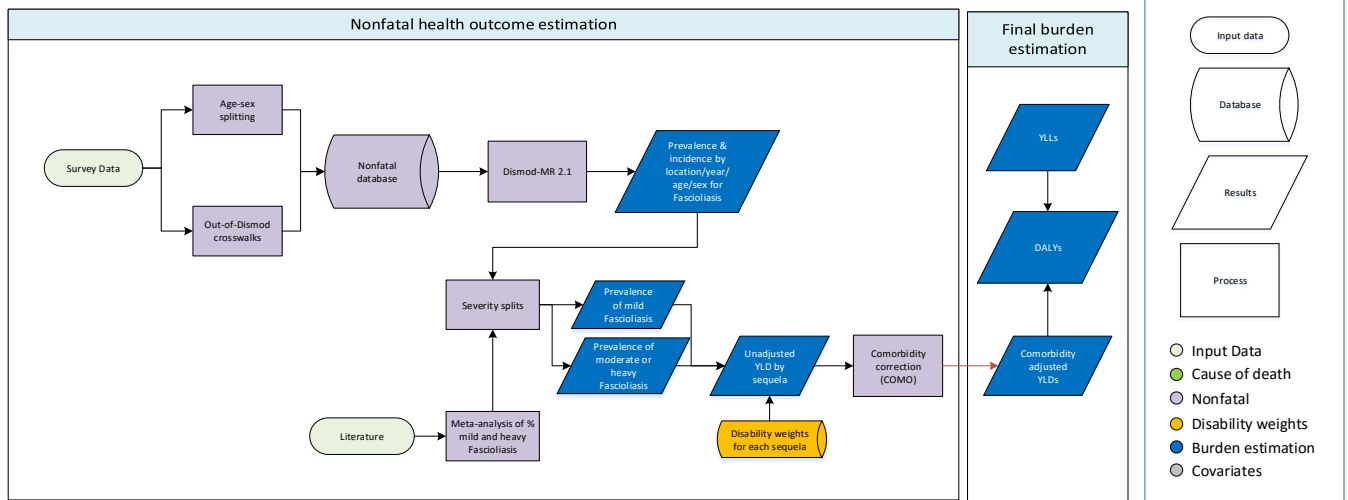 Nonfatal health outcome estimation
Final burden
estimation
Survey Data
Age-sex
splitting
Out-of-Dismod
crosswalks
Nonfatal
database
Dismod-MR 2.1
Prevalence &
incidence by
location/year/
age/sex for
Fascioliasis
Severity splits
Prevalence
of mild
Fascioliasis
Prevalence of
moderate or
heavy
Fascioliasis
Literature
Meta-analysis of %
mild and heavy
Fascioliasis
Unadjusted
YLD by
sequela
Disability weights
for each sequela
Comorbidity
correction
(COMO)
YLLs
DALYs
Comorbidity
adjusted
YLDs
Input data
Database
Results
Process
Input Data
Cause of death
Nonfatal
Disability weights
Burden estimation
Covariates